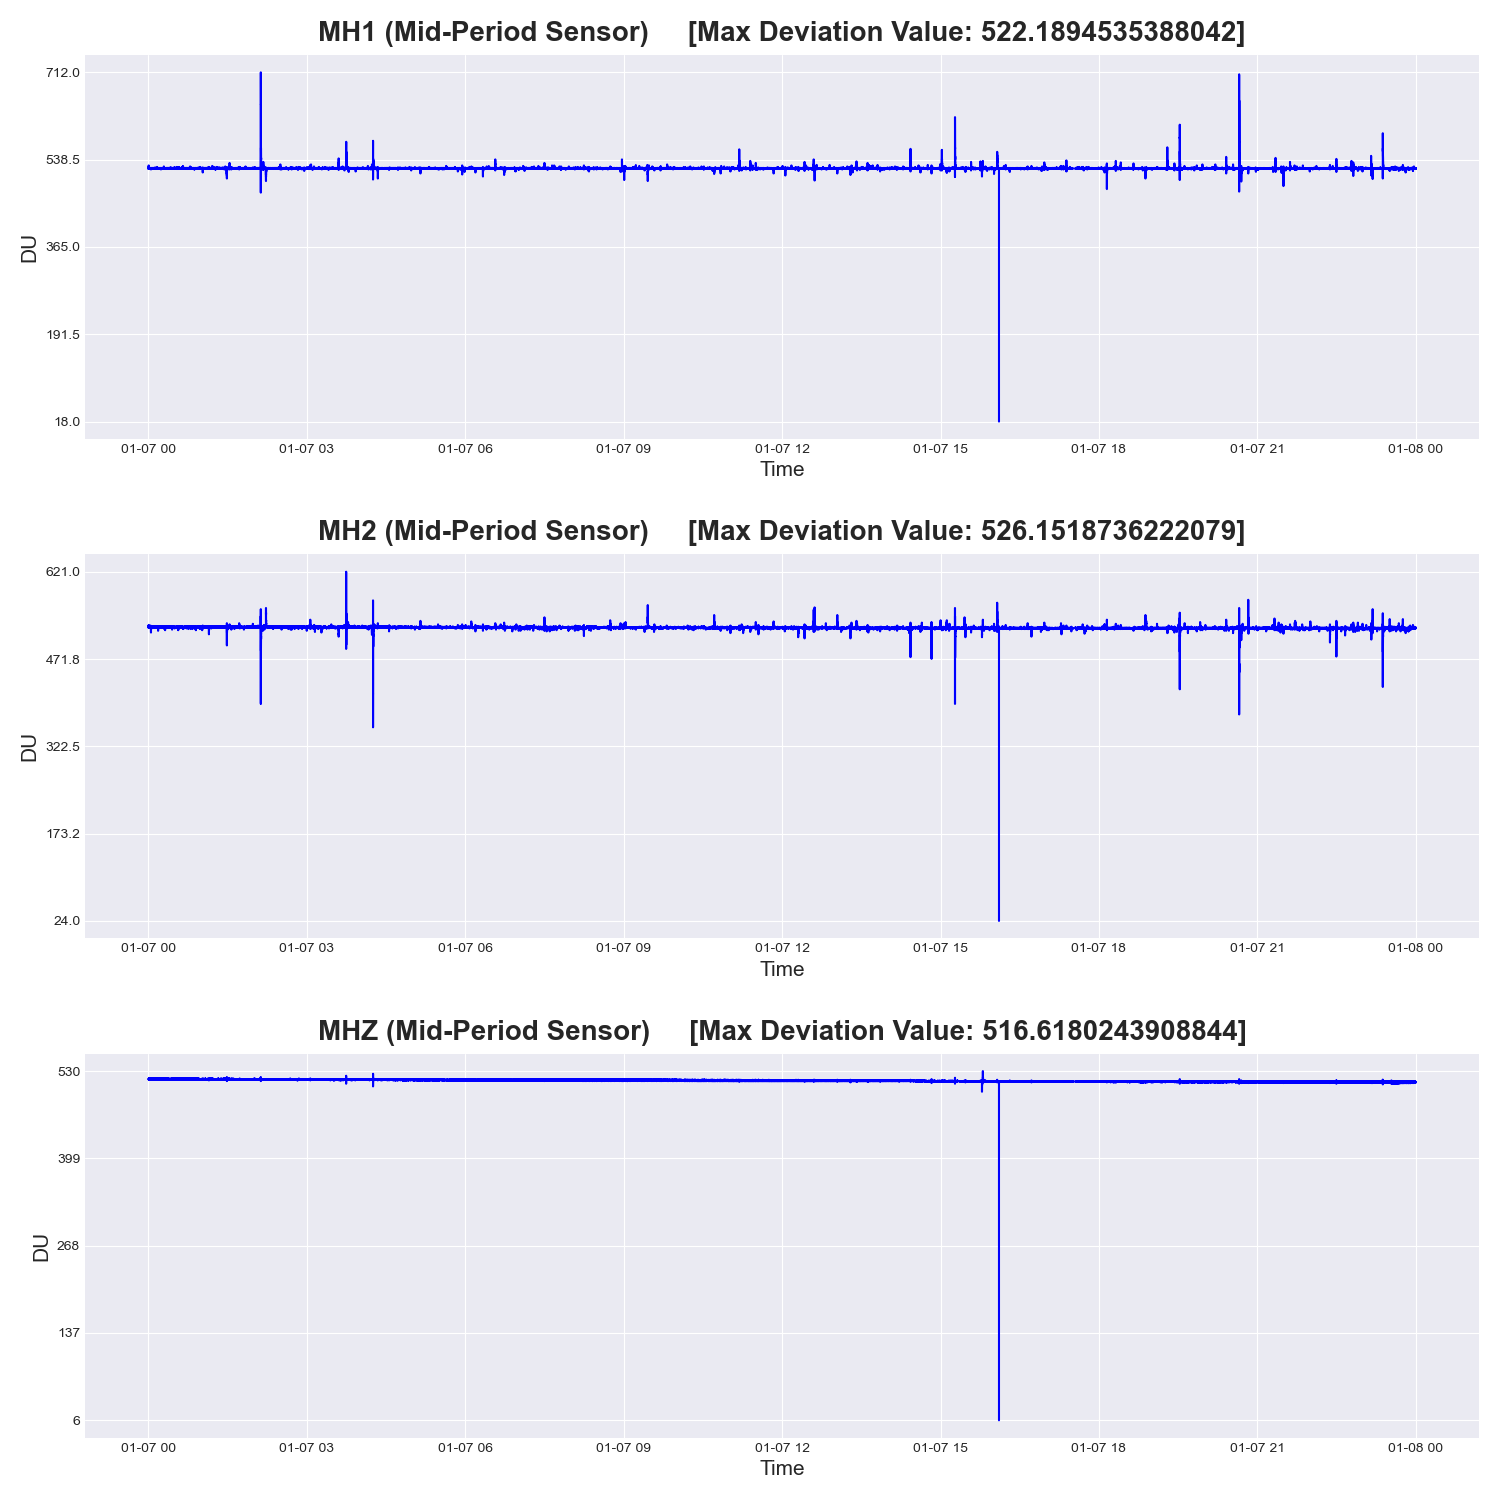 MH1 (Mid-Period Sensor) [Max Deviation Value: 522.1894535388042]
712.0
538.5
365.0
191.5
18.0
DU
01-07 00 01-07 03 01-07 06 01-07 09 01-07 12 01-07 15 01-07 18 01-07 21 01-08 00
Time
MH2 (Mid-Period Sensor) [Max Deviation Value: 526.1518736222079]
621.0
471.8
322.5
173.2
24.0
DU
01-07 00 01-07 03 01-07 06 01-07 09 01-07 12 01-07 15 01-07 18 01-07 21 01-08 00
Time
MHZ (Mid-Period Sensor) [Max Deviation Value: 516.6180243908844]
530
399
268
137
6
DU
01-07 00 01-07 03 01-07 06 01-07 09 01-07 12 01-07 15 01-07 18 01-07 21 01-08 00
Time